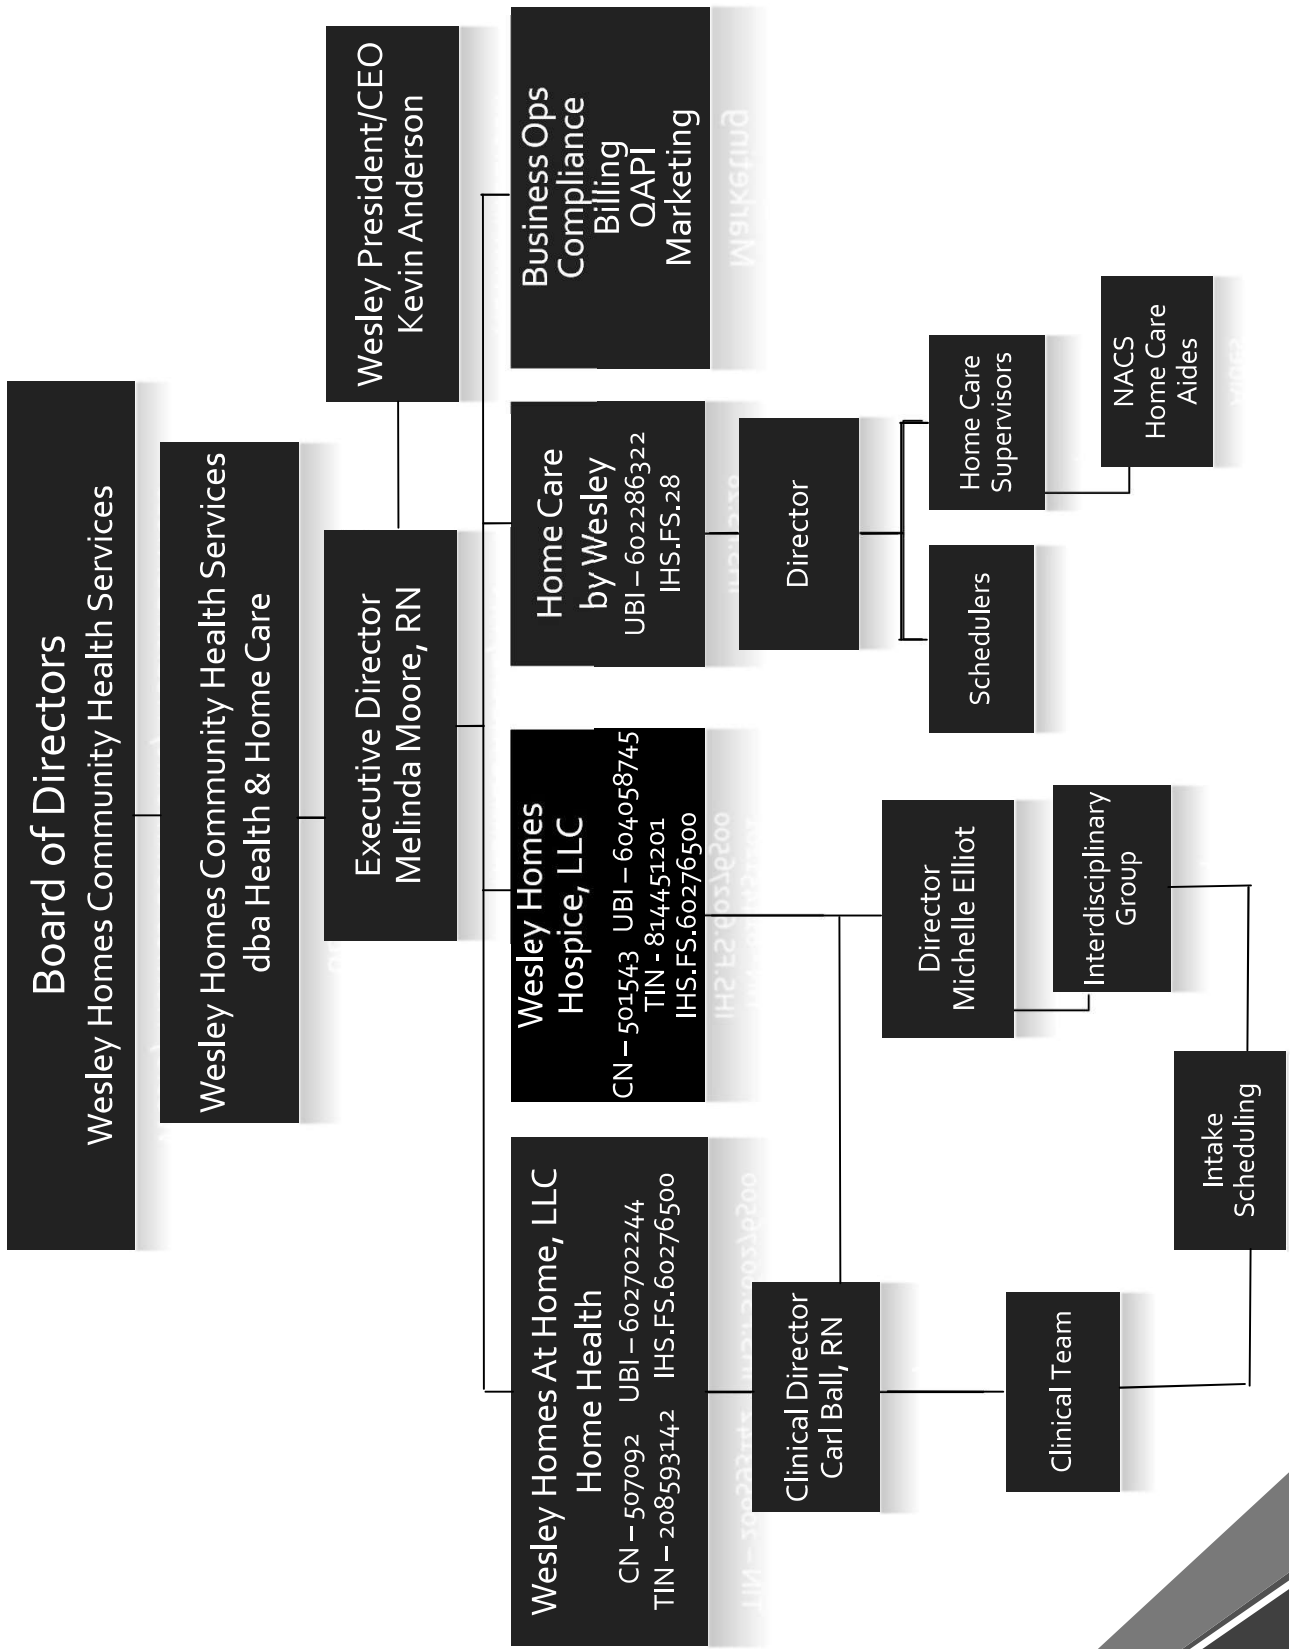 Board of Directors
Wesley Homes Community Health Services
Wesley Homes Community Health Services
dba Health & Home Care
Executive Director
Melinda Moore, RN
Wesley President/CEO
Kevin Anderson
Wesley Homes At Home, LLC
Home Health
CN – 507092 UBI – 602702244
TIN – 208593142 IHS.FS.60276500
Wesley Homes
Hospice, LLC
CN – 501543 UBI – 604058745
TIN - 814451201
IHS.FS.60276500
Home Care
by Wesley
UBI – 6022286322
IHS.FS.28
Business Ops
Compliance
Billing
QAPI
Marketing
Clinical Director
Carl Ball, RN
Director
Michelle Elliot
Director
Clinical Team
Interdisciplinary
Group
Schedulers
Home Care
Supervisors
Intake
Scheduling
NACS
Home Care
Aides